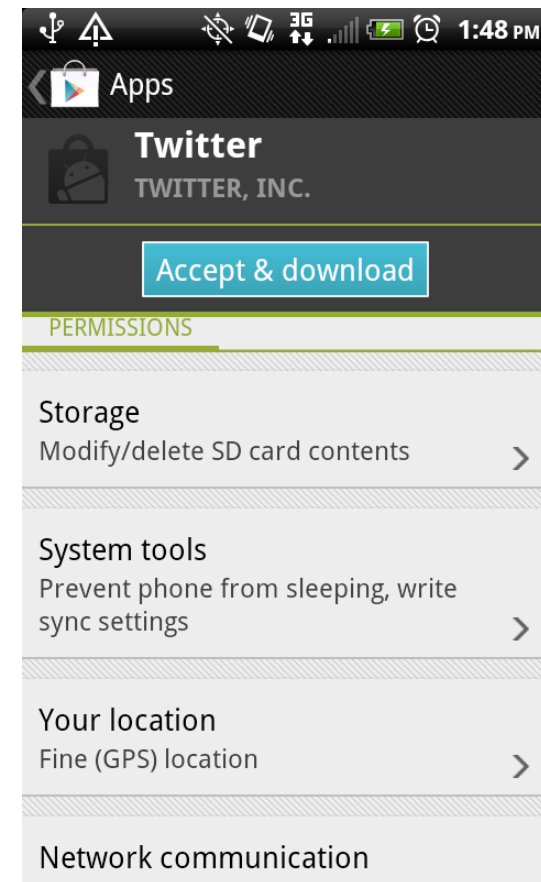 3G 1:48 PM
Apps
Twitter
TWITTER, INC.
Accept & download
PERMISSIONS
Storage
Modify/delete SD card contents
System tools
Prevent phone from sleeping, write
sync settings
Your location
Fine (GPS) location
Network communication